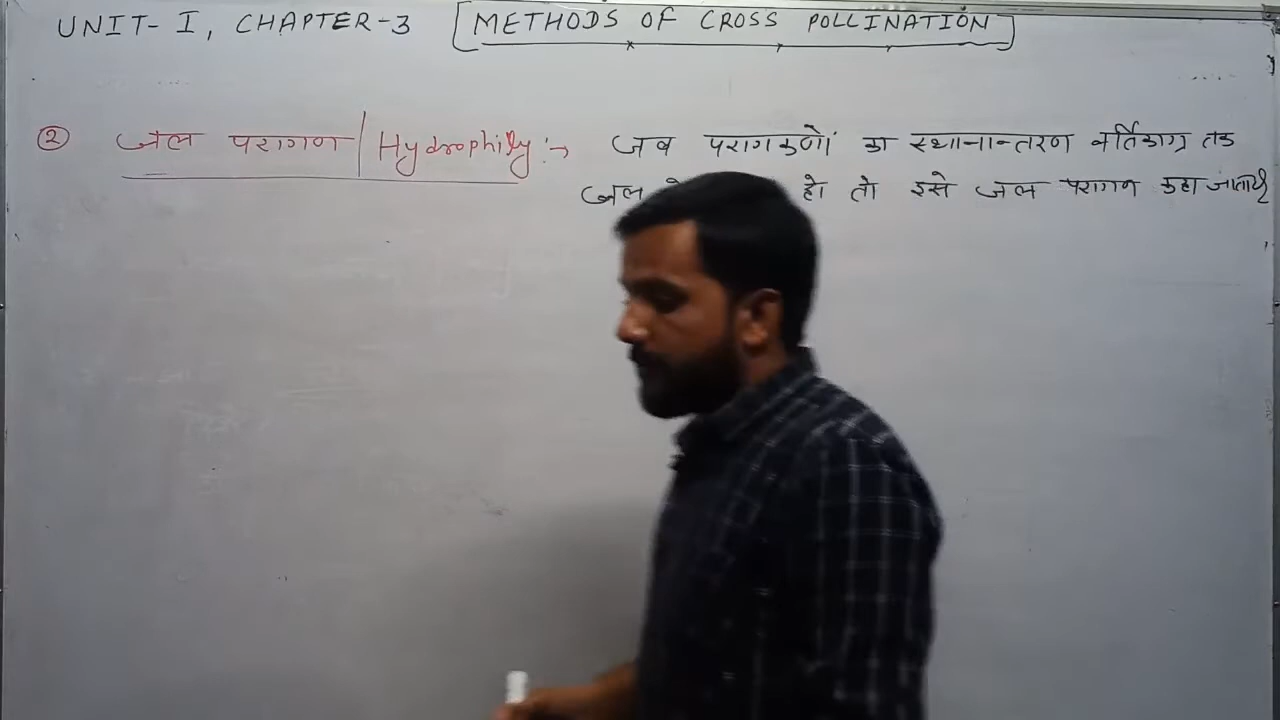 UNIT-I, CHAPTER-3 [METHODS OF CROSS POLLINATION]
② जल परागण / Hydrophily :→ जब परागकणों का स्थानान्तरण वर्तिकाग्र तक
जल हो तो इसे जल परागण कहा जाता है